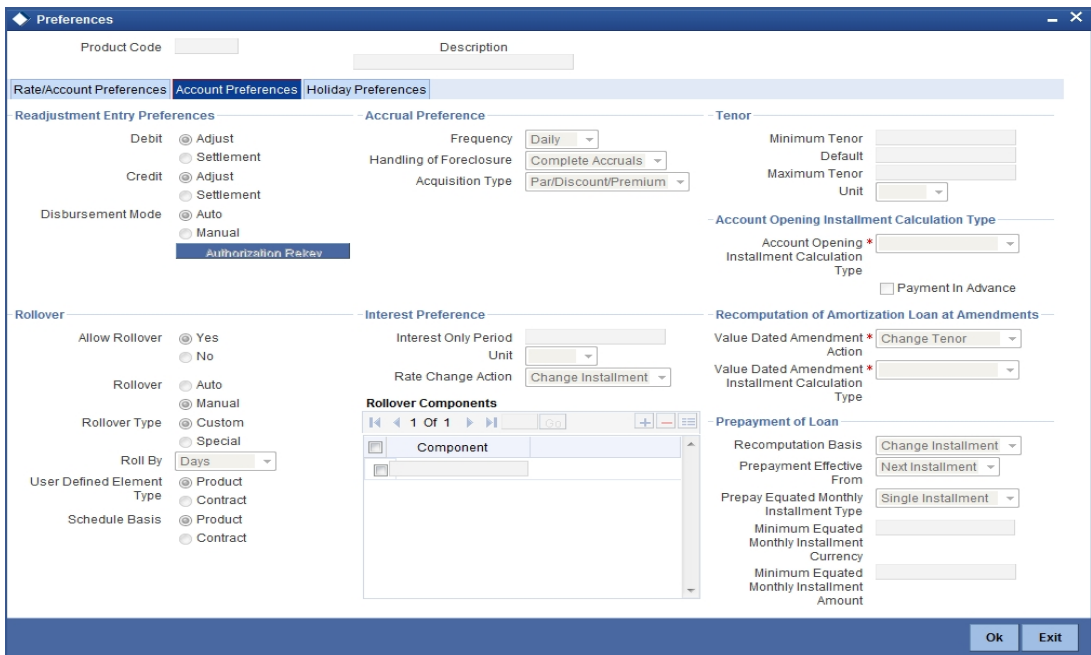 Preferences
Product Code
Description
Rate/Account Preferences Account Preferences Holiday Preferences
Readjustment Entry Preferences
Debit
Adjust
Settlement
Credit
Adjust
Settlement
Disbursement Mode
Auto
Manual
Authorization Rekey
Accrual Preference
Frequency
Daily
Handling of Foreclosure
Complete Accruals
Acquisition Type
Par/Discount/Premium
Tenor
Minimum Tenor
Default
Maximum Tenor
Unit
Account Opening Installment Calculation Type
Account Opening *
Installment Calculation
Type
Payment In Advance
Rollover
Allow Rollover
Yes
No
Rollover
Auto
Manual
Rollover Type
Custom
Special
Roll By
Days
User Defined Element
Type
Product
Contract
Schedule Basis
Product
Contract
Interest Preference
Interest Only Period
Unit
Rate Change Action
Change Installment
Rollover Components
1 Of 1
Go
Component
Recomputation of Amortization Loan at Amendments
Value Dated Amendment *
Action
Change Tenor
Value Dated Amendment *
Installment Calculation
Type
Prepayment of Loan
Recomputation Basis
Change Installment
Prepayment Effective
From
Next Installment
Prepay Equated Monthly
Installment Type
Single Installment
Minimum Equated
Monthly Installment
Currency
Minimum Equated
Monthly Installment
Amount
Ok
Exit